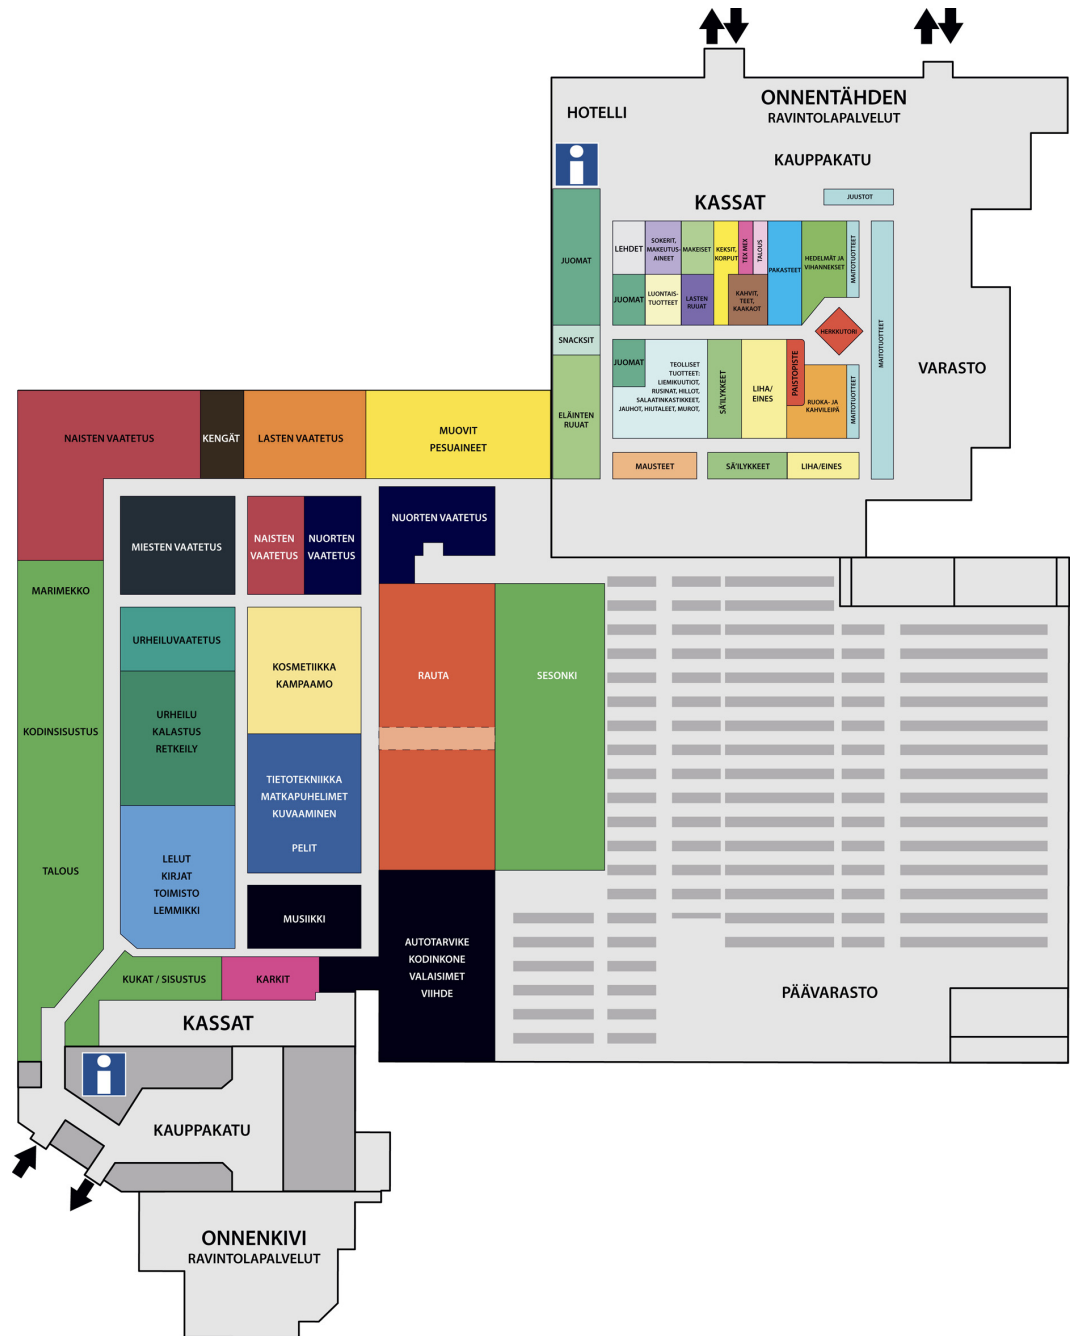 HOTELLI
ONNENTÄHDEN
RAVINTOLAPALVELUT
KAUPPAKATU
KASSAT
JUUSTOT
JUOMAT
SNACKSIT
ELÄINTEN
RUUAT
LEHDET
SOKERIT,
MAKEUTUS-
AINEET
MAKEISET
KEKSIT,
KORPUT
TEX MEX
TALOUS
PAKASTEET
HEDELMÄT JA
VIHANNEKSET
MAITOTUOTTEET
JUOMAT
LUONTAIS-
TUOTTEET
LASTEN
RUUAT
KAHVIT,
TEET,
KAAKAOT
HERKKUTORI
MAITOTUOTTEET
VARASTO
JUOMAT
TEOLLISET
TUOTTEET:
LIEMIKUUTIOT,
RUSINAT, HILLOT,
SALAATINKASTIKKEET,
JAUHOT, HIUTALEET, MUROT,
SÄ'ILYKKEET
LIHA/
EINES
PAISTOPISTE
RUOKA- JA
KAHVILEIPÄ
MAITOTUOTTEET
MAUSTEET
SÄ'ILYKKEET
LIHA/EINES
NAISTEN VAATETUS
KENGÄT
LASTEN VAATETUS
MUOVIT
PESUAINEET
MIESTEN VAATETUS
NAISTEN
VAATETUS
NUORTEN
VAATETUS
NUORTEN VAATETUS
MARIMEKKO
KODINSISUSTUS
TALOUS
URHEILUVAATETUS
URHEILU
KALASTUS
RETKEILY
LELUT
KIRJAT
TOIMISTO
LEMMIKKI
KOSMETIIKKA
KAMPAAMO
TIETOTEKNIIKKA
MATKAPUHELIMET
KUVAAMINEN
PELIT
MUSIIKKI
RAUTA
SESONKI
AUTOTARVIKE
KODINKONE
VALAISIMET
VIIHDE
PÄÄVARASTO
KUKAT / SISUSTUS
KARKIT
KASSAT
KAUPPAKATU
ONNENKIVI
RAVINTOLAPALVELUT